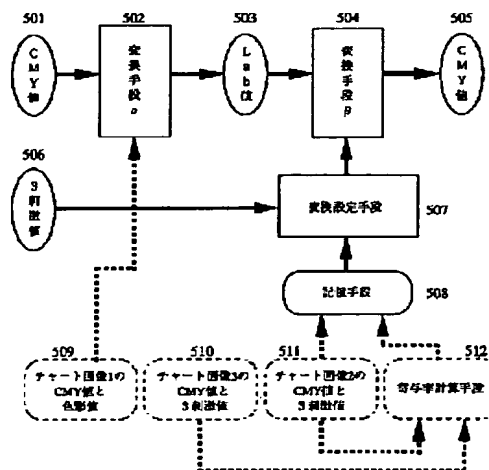 501
502
503
504
505
CMY値
変換手段α
Lab値
変換手段β
CMY値
506
3刺激値
変換設定手段
507
記憶手段
508
509
510
511
512
チャート画像1の
CMY値と
色彩値
チャート画像3の
CMY値と
3刺激値
チャート画像2の
CMY値と
3刺激値
寄与率計算手段